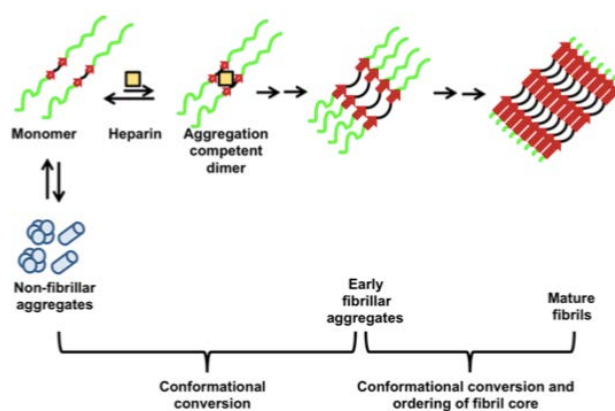 Monomer
Heparin
Aggregation
competent
dimer
Non-fibrillar
aggregates
Early
fibrillar
aggregates
Mature
fibrils
Conformational
conversion
Conformational conversion and
ordering of fibril core